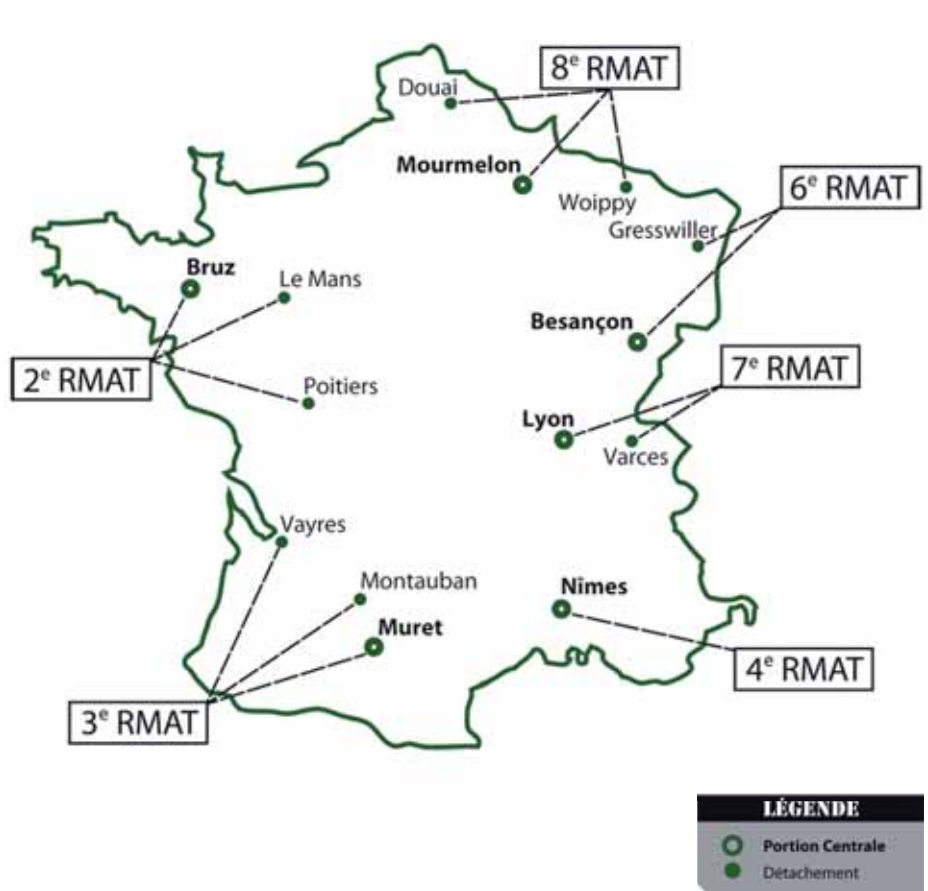 8e RMAT
Douai
Mourmelon
Woippy
6e RMAT
Gresswiller
Bruz
Le Mans
Besançon
2e RMAT
7e RMAT
Poitiers
Lyon
Varces
Vayres
Montauban
Nîmes
Muret
4e RMAT
3e RMAT
LÉGENDE
Portion Centrale
Détachement